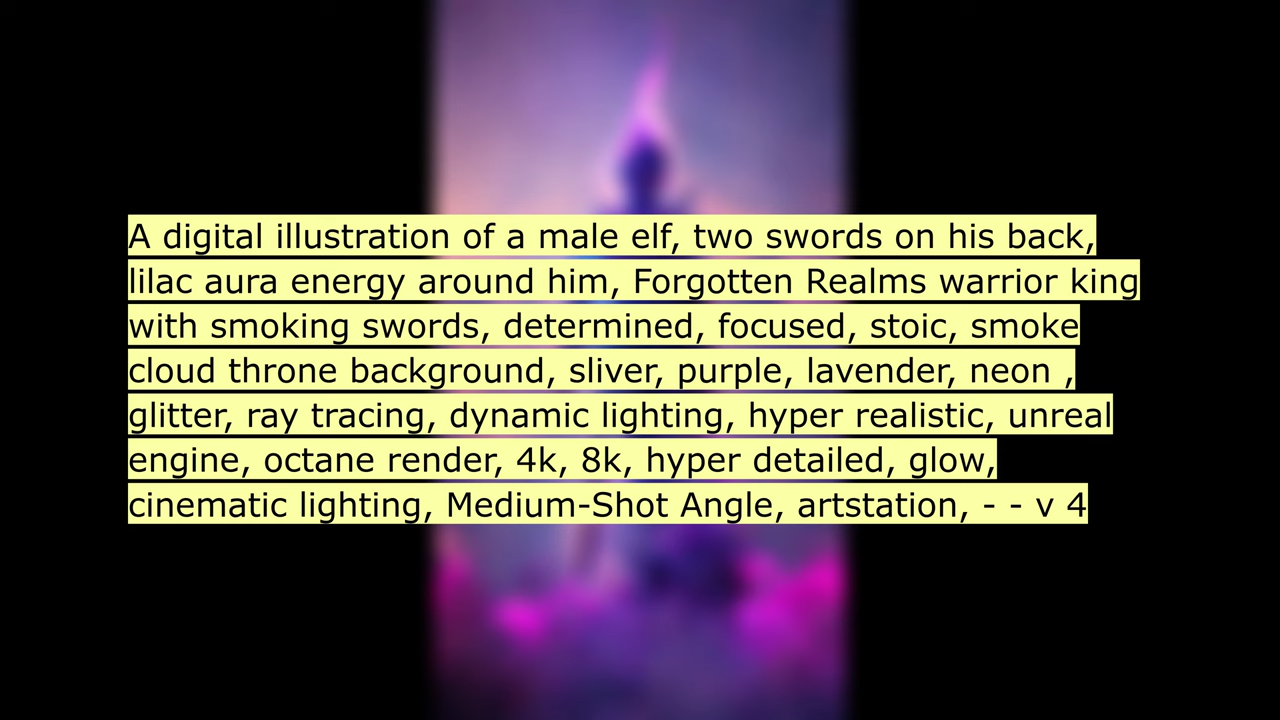 A digital illustration of a male elf, two swords on his back,
lilac aura energy around him, Forgotten Realms warrior king
with smoking swords, determined, focused, stoic, smoke
cloud throne background, sliver, purple, lavender, neon ,
glitter, ray tracing, dynamic lighting, hyper realistic, unreal
engine, octane render, 4k, 8k, hyper detailed, glow,
cinematic lighting, Medium-Shot Angle, artstation, - - v 4